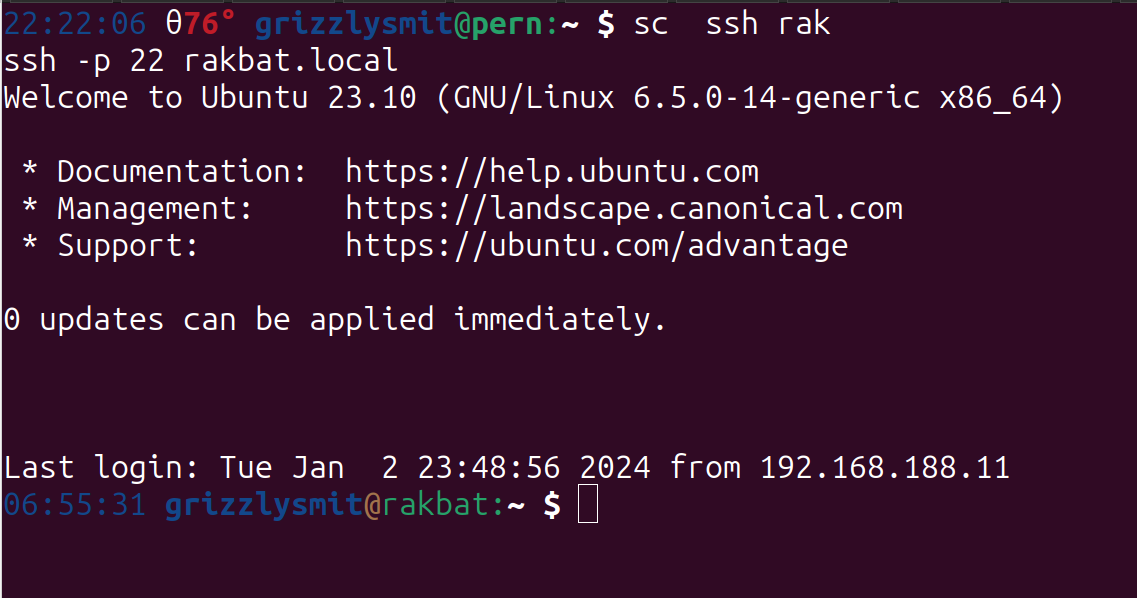 22:22:06 θ76° grizzlysmit@pern:~ $ sc  ssh rak
ssh -p 22 rakbat.local
Welcome to Ubuntu 23.10 (GNU/Linux 6.5.0-14-generic x86_64)
 * Documentation:  https://help.ubuntu.com
 * Management:     https://landscape.canonical.com
 * Support:        https://ubuntu.com/advantage
0 updates can be applied immediately.
Last login: Tue Jan  2 23:48:56 2024 from 192.168.188.11
06:55:31 grizzlysmit@rakbat:~ $